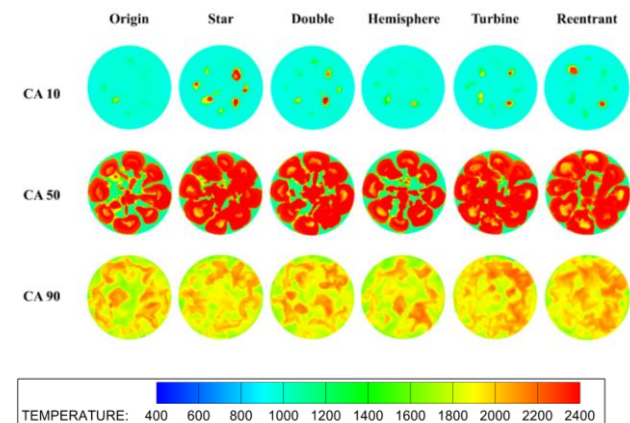 Origin Star Double Hemisphere Turbine Reentrant
CA 10
CA 50
CA 90
TEMPERATURE: 400 600 800 1000 1200 1400 1600 1800 2000 2200 2400